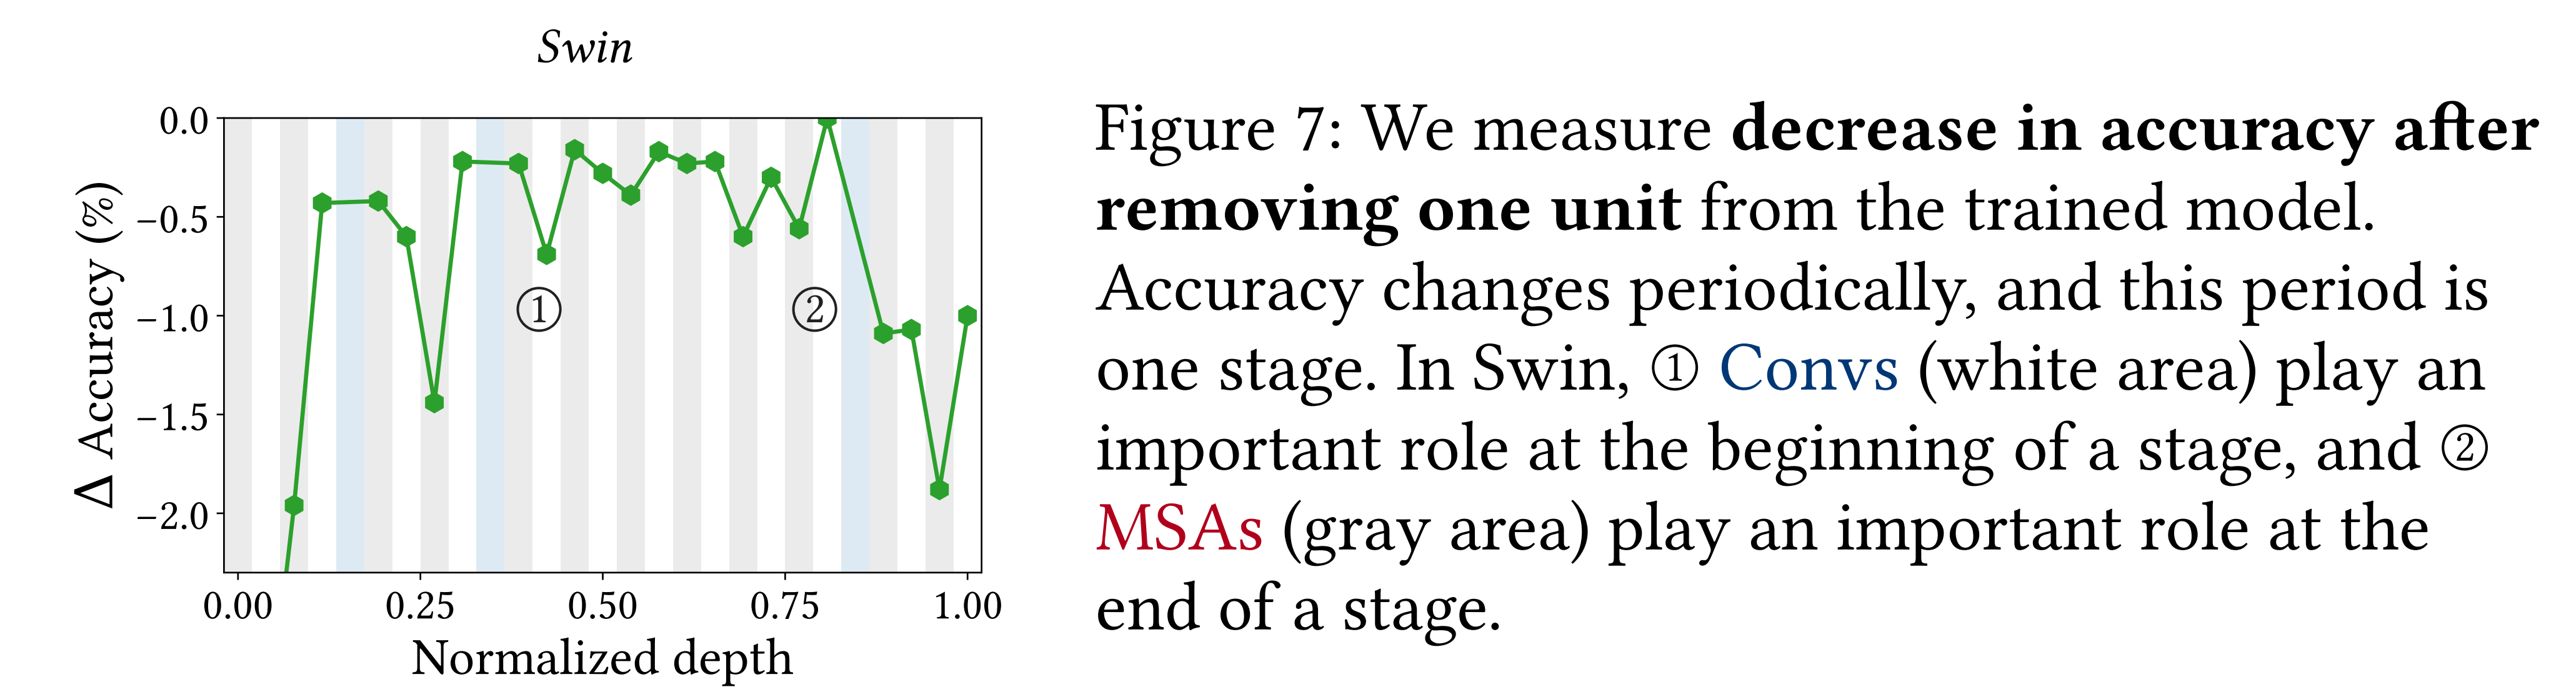 Swin
0.0
−0.5
−1.0
−1.5
−2.0
Δ Accuracy (%)
①
②
0.00 0.25 0.50 0.75 1.00
Normalized depth
Figure 7: We measure decrease in accuracy after
removing one unit from the trained model.
Accuracy changes periodically, and this period is
one stage. In Swin, ① Convs (white area) play an
important role at the beginning of a stage, and ②
MSAs (gray area) play an important role at the
end of a stage.